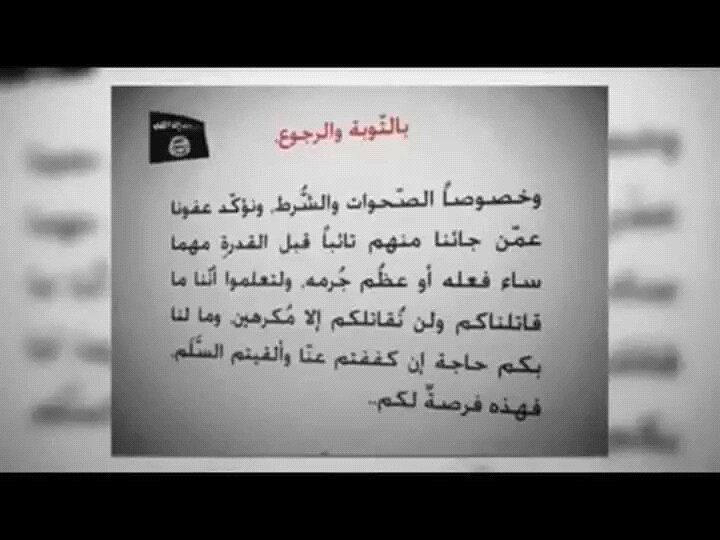 بالتّوبة والرجوع.
وخصوصاً الصّحوات والشُّرط، ونؤكّد عفونا
عمّن جائنا منهم تائباً قبل القدرةِ مهما
ساء فعله أو عظُم جُرمه، ولتعلموا أنّنا ما
قاتلناكم ولن نُقاتلكم إلا مُكرهين، وما لنا
بكم حاجة إن كففتم عنّا وألقيتم السَّلَم،
فهذه فرصةٌ لكم..